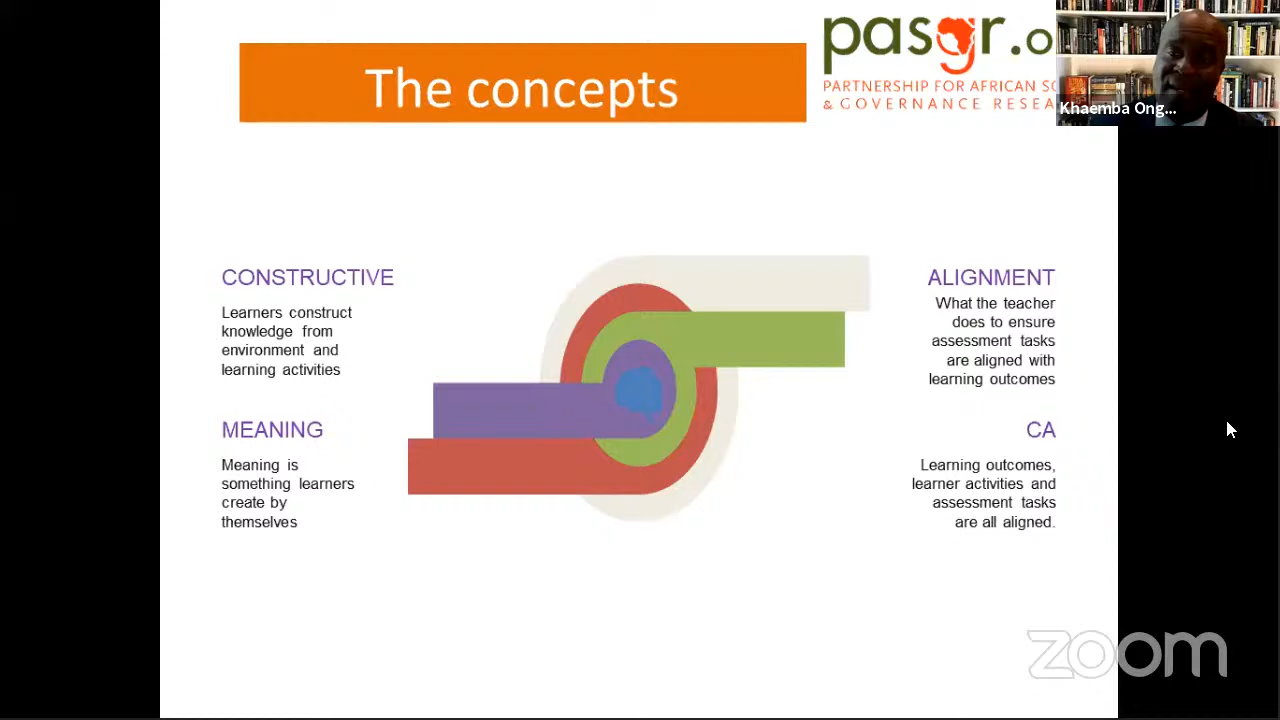 The concepts
pasgr.o
PARTNERSHIP FOR AFRICAN SO
& GOVERNANCE RESEA
Khaemba Ong...
CONSTRUCTIVE
Learners construct
knowledge from
environment and
learning activities
MEANING
Meaning is
something learners
create by
themselves
ALIGNMENT
What the teacher
does to ensure
assessment tasks
are aligned with
learning outcomes
CA
Learning outcomes,
learner activities and
assessment tasks
are all aligned.
zoom